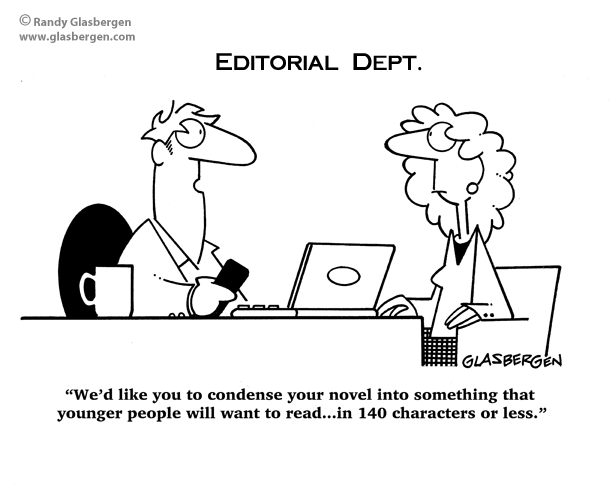 © Randy Glasbergen
www.glasbergen.com
EDITORIAL DEPT.
GLASBERGEN
“We’d like you to condense your novel into something that
younger people will want to read...in 140 characters or less.”